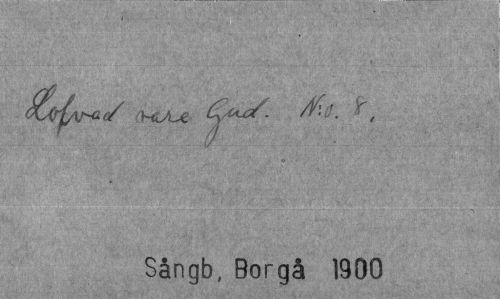 Lofvad vare Gud. N:o. 8.
Sångb, Borgå 1900